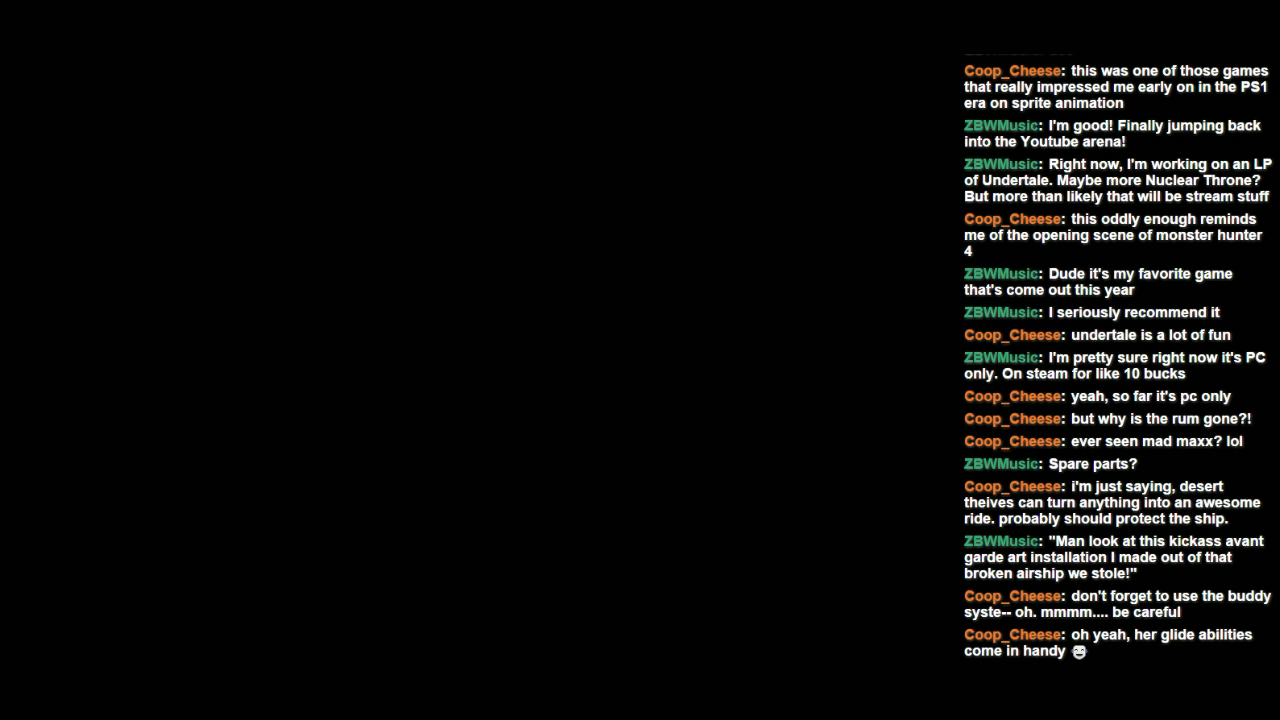 Coop_Cheese: this was one of those games
that really impressed me early on in the PS1
era on sprite animation
ZBWMusic: I'm good! Finally jumping back
into the Youtube arena!
ZBWMusic: Right now, I'm working on an LP
of Undertale. Maybe more Nuclear Throne?
But more than likely that will be stream stuff
Coop_Cheese: this oddly enough reminds
me of the opening scene of monster hunter
4
ZBWMusic: Dude it's my favorite game
that's come out this year
ZBWMusic: I seriously recommend it
Coop_Cheese: undertale is a lot of fun
ZBWMusic: I'm pretty sure right now it's PC
only. On steam for like 10 bucks
Coop_Cheese: yeah, so far it's pc only
Coop_Cheese: but why is the rum gone?!
Coop_Cheese: ever seen mad maxx? lol
ZBWMusic: Spare parts?
Coop_Cheese: i'm just saying, desert
theives can turn anything into an awesome
ride. probably should protect the ship.
ZBWMusic: "Man look at this kickass avant
garde art installation I made out of that
broken airship we stole!"
Coop_Cheese: don't forget to use the buddy
syste-- oh. mmmm.... be careful
Coop_Cheese: oh yeah, her glide abilities
come in handy